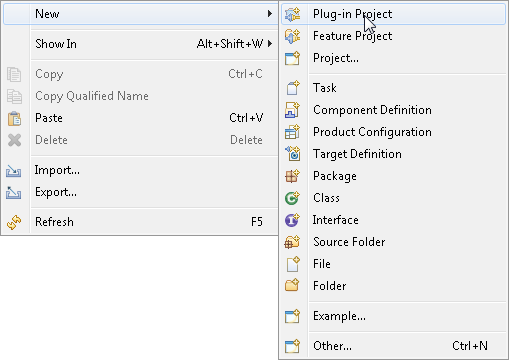 New
Show In Alt+Shift+W
Copy Ctrl+C
Copy Qualified Name
Paste Ctrl+V
Delete Delete
Import...
Export...
Refresh F5
Plug-in Project
Feature Project
Project...
Task
Component Definition
Product Configuration
Target Definition
Package
Class
Interface
Source Folder
File
Folder
Example...
Other... Ctrl+N